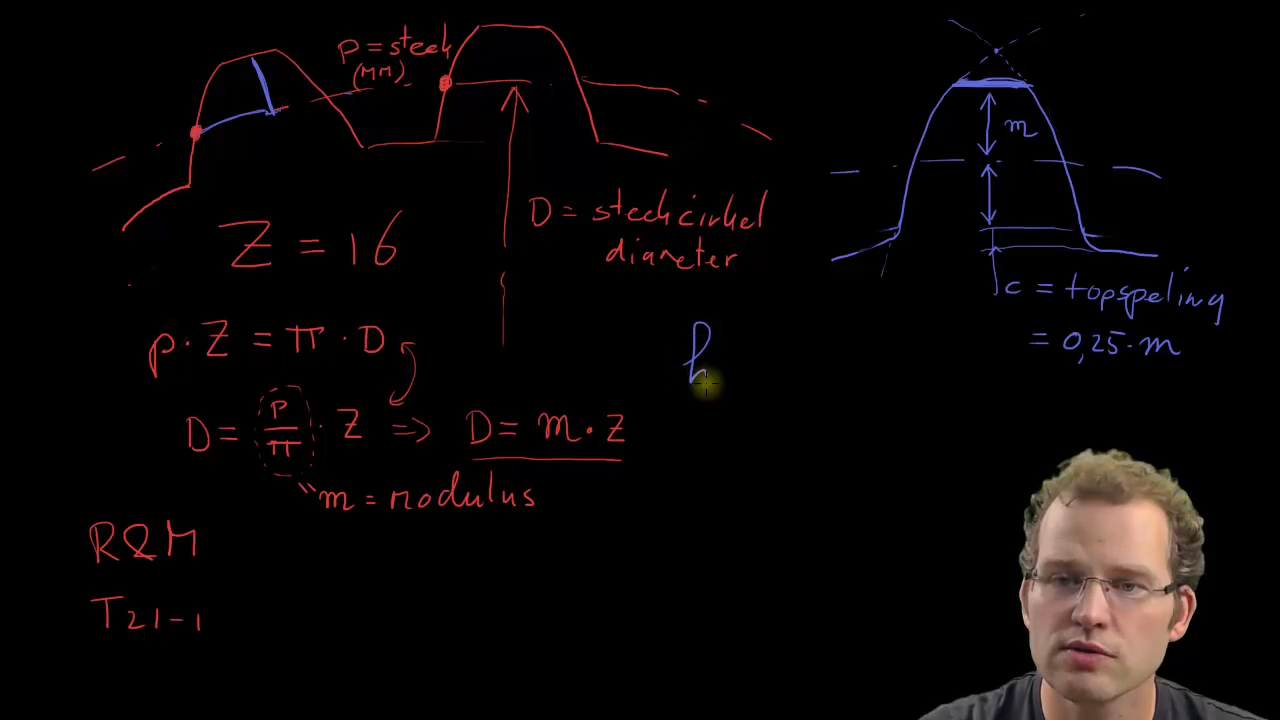 p = steek
(MM)
m
D = steekcirkel
diameter
Z = 16
c = topspeling
= 0,25 · m
p · Z = π · D
h
D = p/π · Z ⇒ D = m · z
"m = modulus
R&M
T21-1